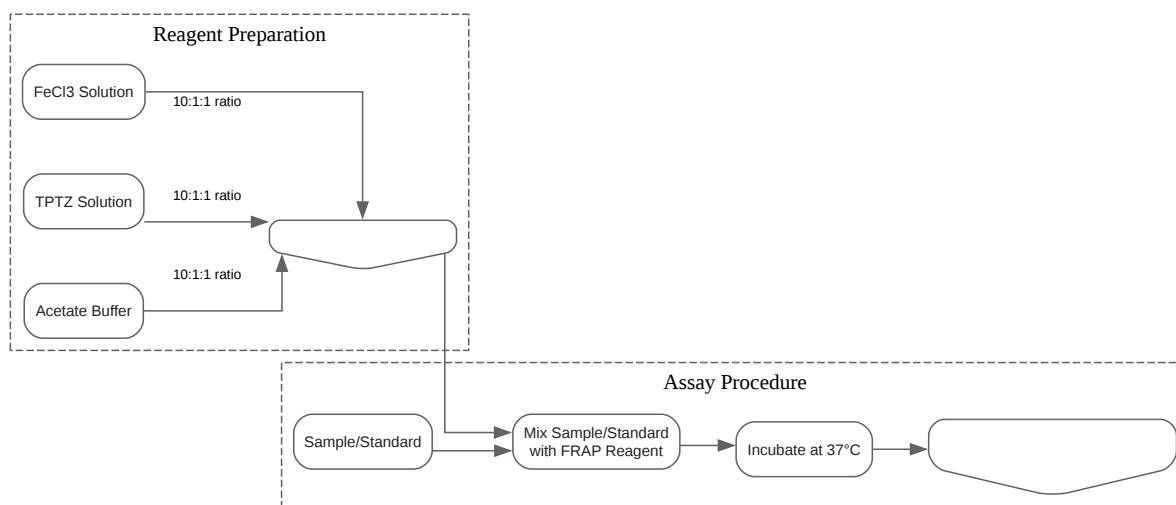 Reagent Preparation
FeCl3 Solution
10:1:1 ratio
TPTZ Solution
10:1:1 ratio
10:1:1 ratio
Acetate Buffer
Assay Procedure
Sample/Standard
Mix Sample/Standard
with FRAP Reagent
Incubate at 37°C